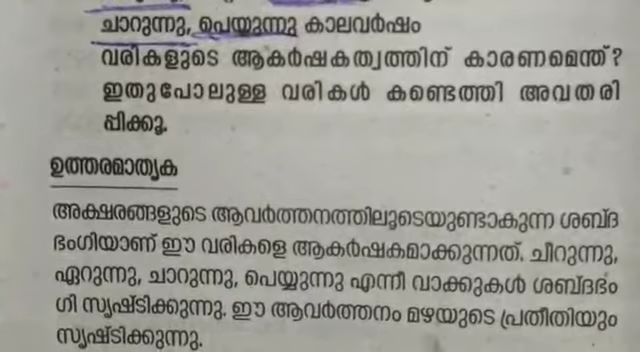 ചാറുന്നു, പെയ്യുന്നു കാലവർഷം
വരികളുടെ ആകർഷകത്വത്തിന് കാരണമെന്ത്?
ഇതുപോലുള്ള വരികൾ കണ്ടെത്തി അവതരി
പ്പിക്കൂ.
ഉത്തരമാതൃക
അക്ഷരങ്ങളുടെ ആവർത്തനത്തിലൂടെയുണ്ടാകുന്ന ശബ്ദ
ഭംഗിയാണ് ഈ വരികളെ ആകർഷകമാക്കുന്നത്. ചീറുന്നു,
ഏറുന്നു, ചാറുന്നു, പെയ്യുന്നു എന്നീ വാക്കുകൾ ശബ്ദഭം
ഗി സൃഷ്ടിക്കുന്നു. ഈ ആവർത്തനം മഴയുടെ പ്രതീതിയും
സൃഷ്ടിക്കുന്നു.